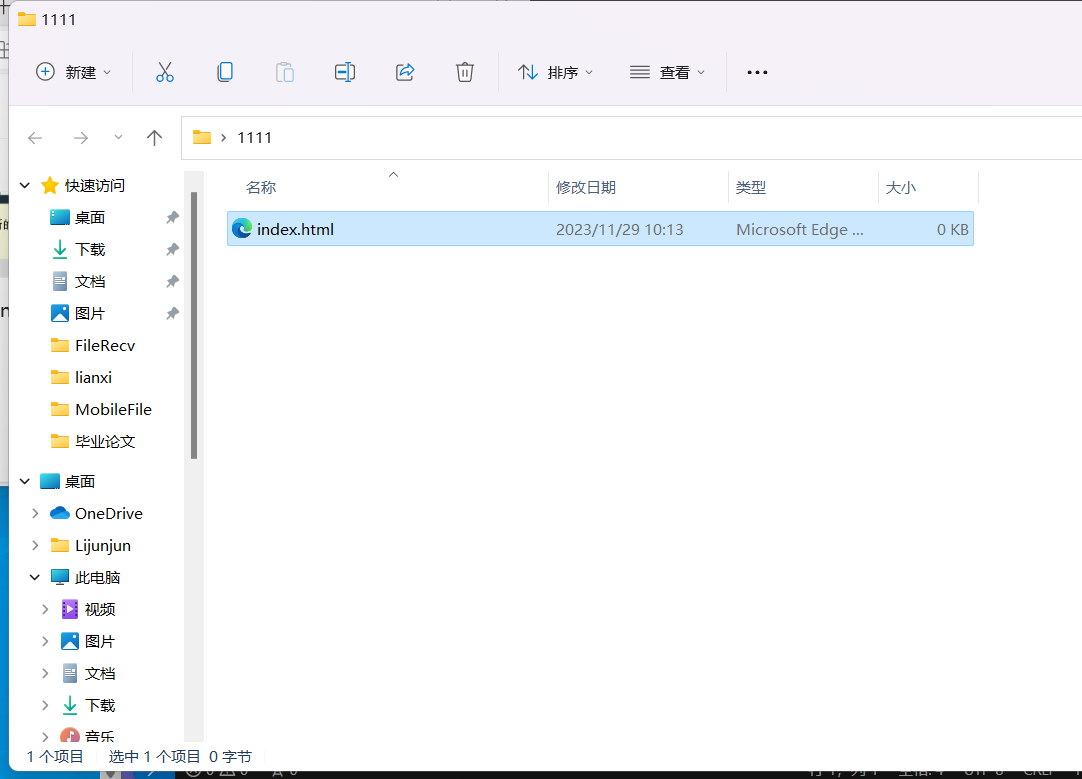 1111
新建
排序
查看
1111
名称
修改日期
类型
大小
index.html
2023/11/29 10:13
Microsoft Edge ...
0 KB
快速访问
桌面
下载
文档
图片
FileRecv
lianxi
MobileFile
毕业论文
桌面
OneDrive
Lijunjun
此电脑
视频
图片
文档
下载
音乐
1 个项目
选中 1 个项目 0 字节